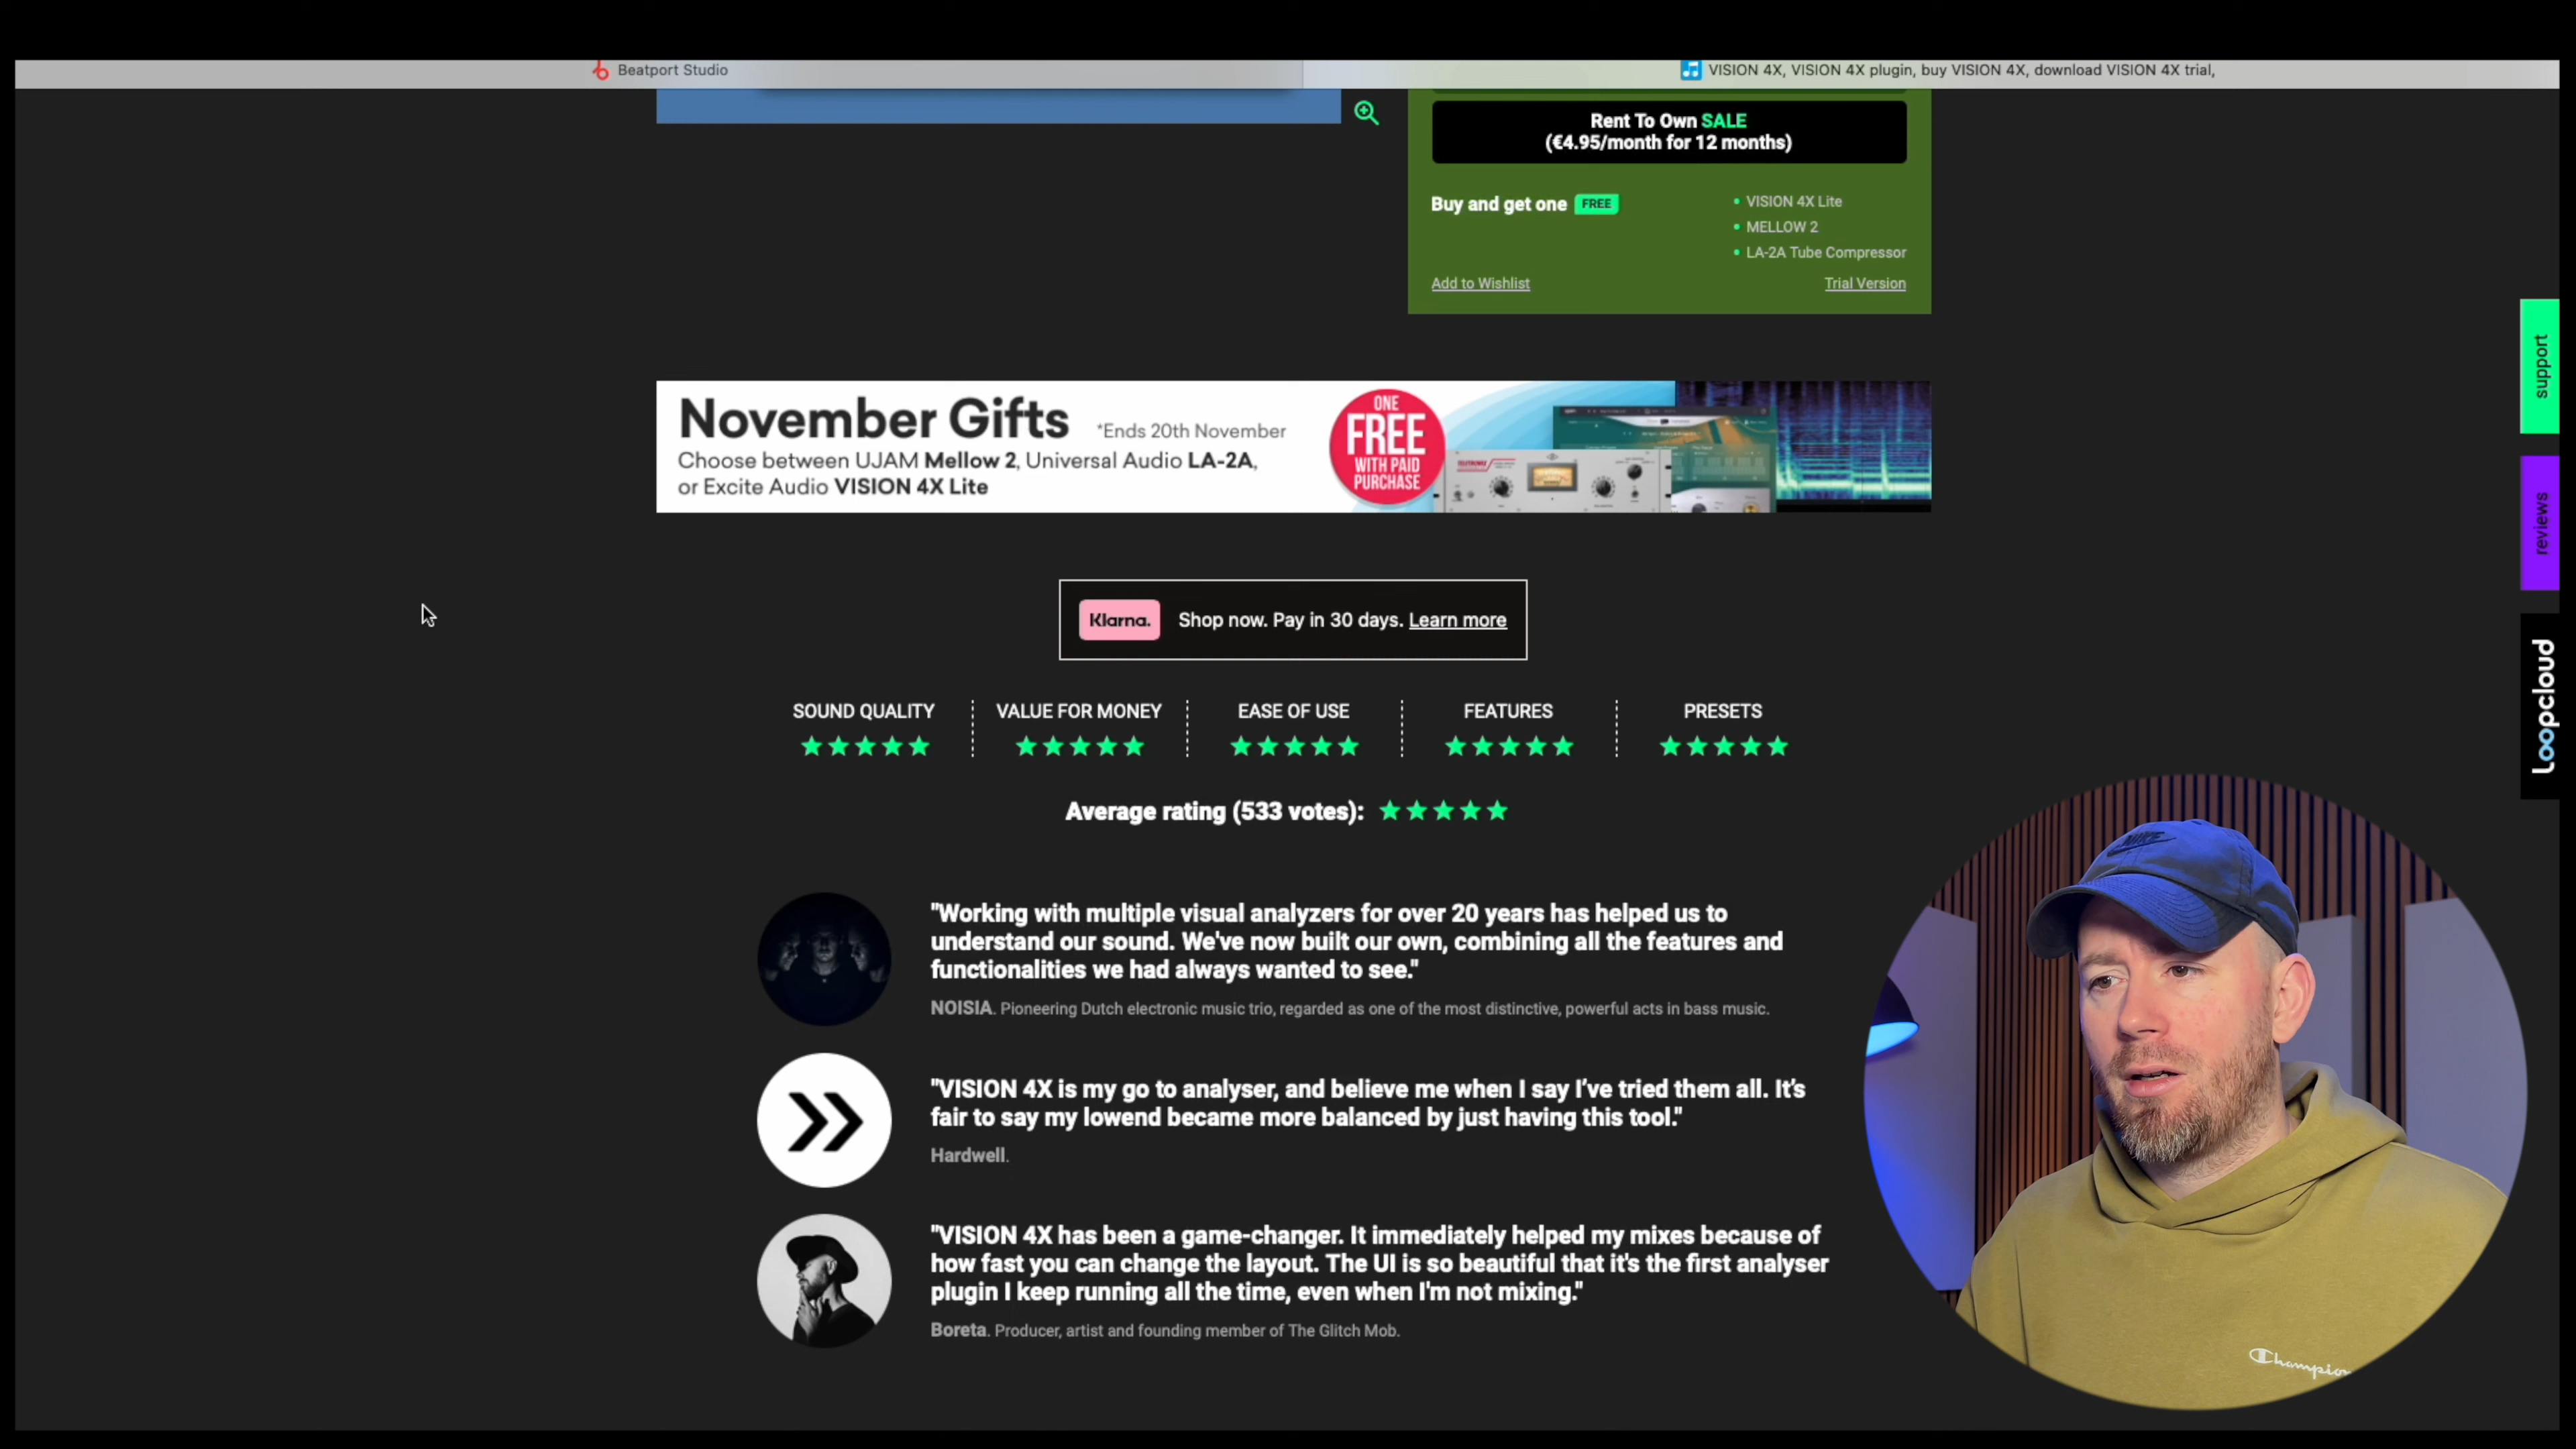 Beatport Studio
VISION 4X, VISION 4X plugin, buy VISION 4X, download VISION 4X trial,
Rent To Own SALE
(€4.95/month for 12 months)
Buy and get one FREE
• VISION 4X Lite
• MELLOW 2
• LA-2A Tube Compressor
Add to Wishlist
Trial Version
November Gifts *Ends 20th November
Choose between UJAM Mellow 2, Universal Audio LA-2A,
or Excite Audio VISION 4X Lite
ONE
FREE
WITH PAID
PURCHASE
support
reviews
loopcloud
Klarna. Shop now. Pay in 30 days. Learn more
SOUND QUALITY
VALUE FOR MONEY
EASE OF USE
FEATURES
PRESETS
Average rating (533 votes):
"Working with multiple visual analyzers for over 20 years has helped us to
understand our sound. We've now built our own, combining all the features and
functionalities we had always wanted to see."
NOISIA. Pioneering Dutch electronic music trio, regarded as one of the most distinctive, powerful acts in bass music.
"VISION 4X is my go to analyser, and believe me when I say I've tried them all. It's
fair to say my lowend became more balanced by just having this tool."
Hardwell.
"VISION 4X has been a game-changer. It immediately helped my mixes because of
how fast you can change the layout. The UI is so beautiful that it's the first analyser
plugin I keep running all the time, even when I'm not mixing."
Boreta. Producer, artist and founding member of The Glitch Mob.
NIKE
Champion